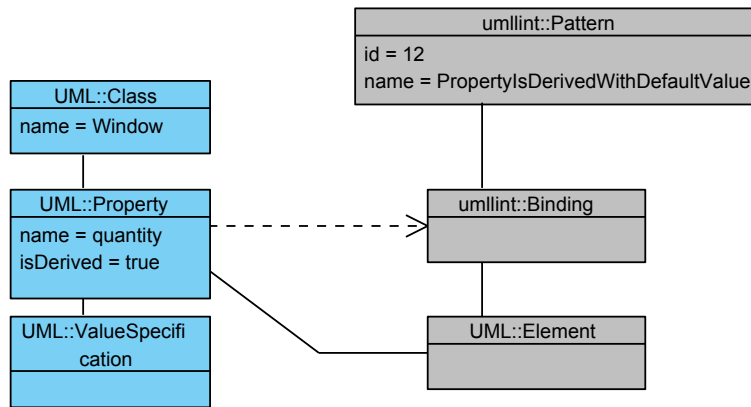 umllint::Pattern
id = 12
name = PropertyIsDerivedWithDefaultValue
UML::Class
name = Window
UML::Property
name = quantity
isDerived = true
umllint::Binding
UML::ValueSpecifi
cation
UML::Element